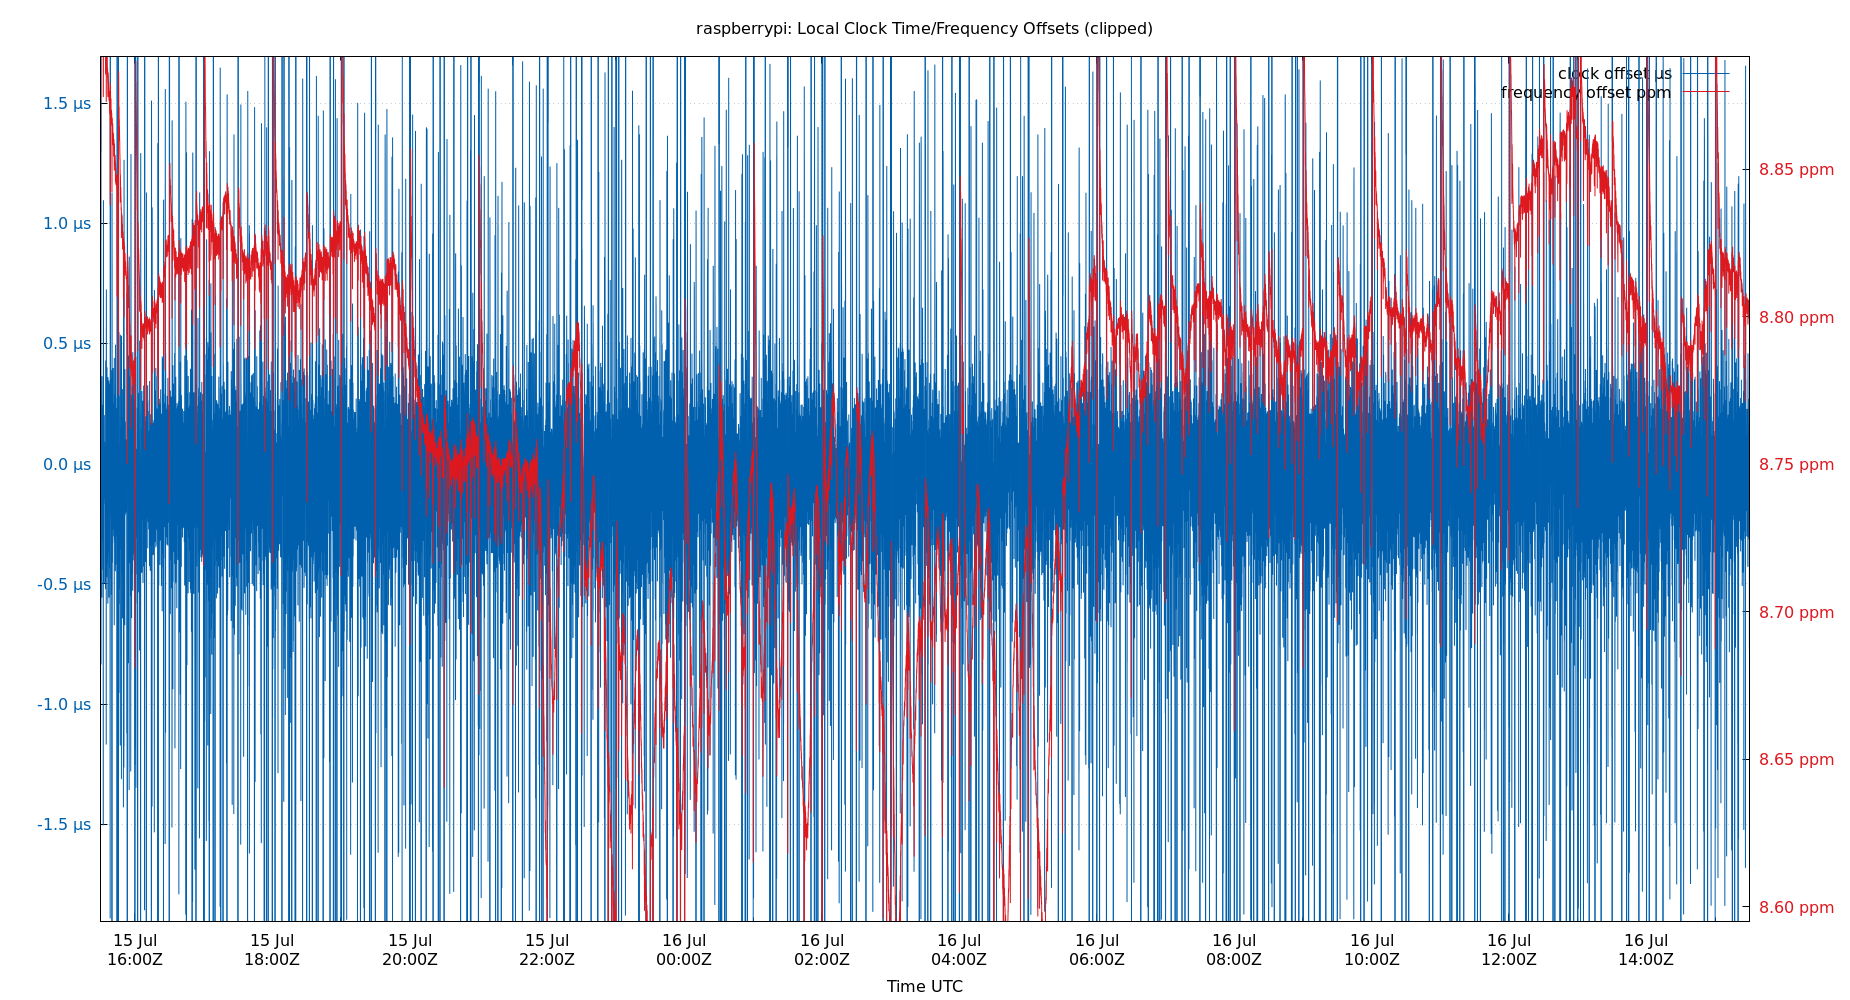 raspberrypi: Local Clock Time/Frequency Offsets (clipped)
clock offset µs
frequency offset ppm
1.5 µs
1.0 µs
0.5 µs
0.0 µs
-0.5 µs
-1.0 µs
-1.5 µs
8.85 ppm
8.80 ppm
8.75 ppm
8.70 ppm
8.65 ppm
8.60 ppm
15 Jul 15 Jul 15 Jul 15 Jul 16 Jul 16 Jul 16 Jul 16 Jul 16 Jul 16 Jul 16 Jul 16 Jul
16:00Z 18:00Z 20:00Z 22:00Z 00:00Z 02:00Z 04:00Z 06:00Z 08:00Z 10:00Z 12:00Z 14:00Z
Time UTC